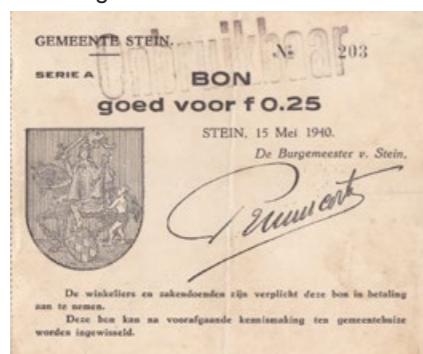 GEMEENTE STEIN.
Onbruikbaar
№ 203
SERIE A
BON
goed voor f 0.25
STEIN, 15 Mei 1940.
De Burgemeester v. Stein,
De winkeliers en zakendoenden zijn verplicht deze bon in betaling
aan te nemen.
Deze bon kan na voorafgaande kennismaking ten gemeentehuize
worden ingewisseld.